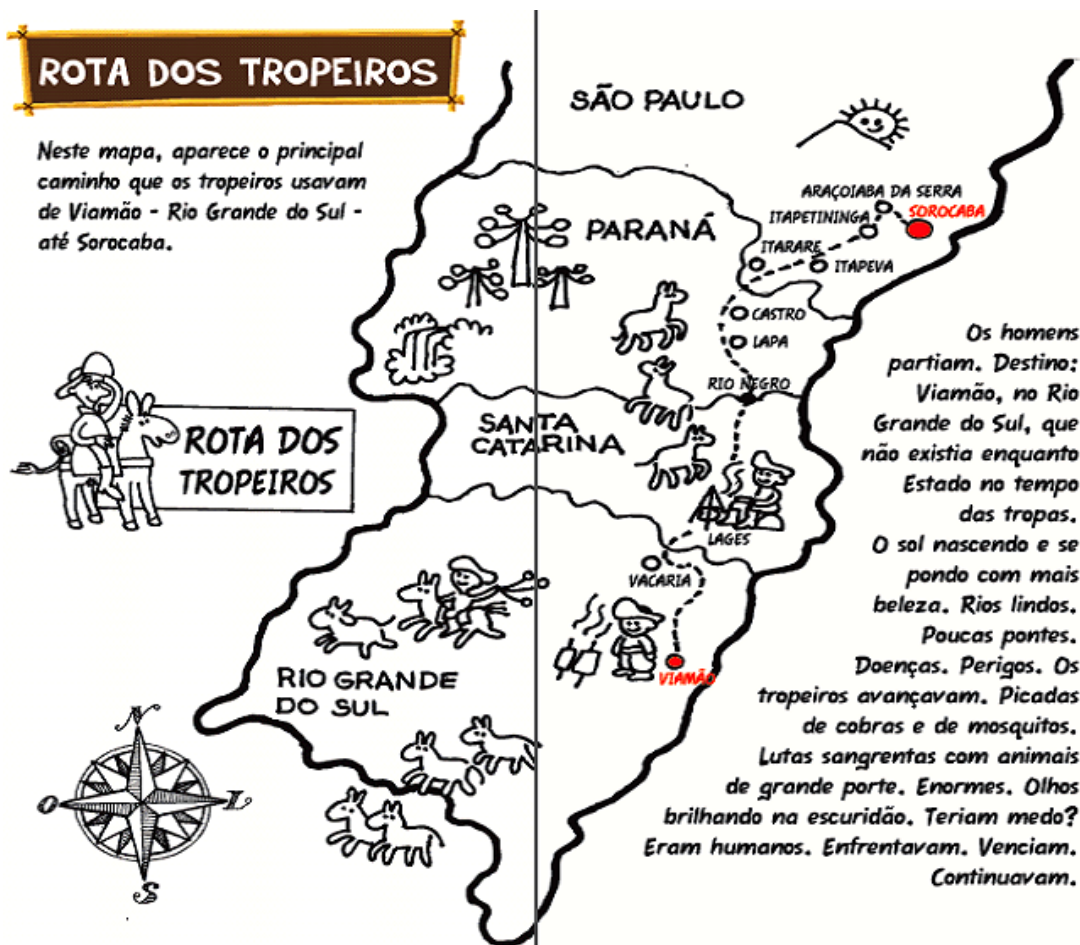 ROTA DOS TROPEIROS
Neste mapa, aparece o principal
caminho que os tropeiros usavam
de Viamão - Rio Grande do Sul -
até Sorocaba.
SÃO PAULO
ARAÇOIABA DA SERRA
ITAPETININGA
SOROCABA
PARANÁ
ITARARE
ITAPEVA
CASTRO
LAPA
RIO NEGRO
SANTA
CATARINA
ROTA DOS
TROPEIROS
LAGES
VACARIA
RIO GRANDE
DO SUL
VIAMÃO
N
O
L
S
Os homens
partiam. Destino:
Viamão, no Rio
Grande do Sul, que
não existia enquanto
Estado no tempo
das tropas.
O sol nascendo e se
pondo com mais
beleza. Rios lindos.
Poucas pontes.
Doenças. Perigos. Os
tropeiros avançavam. Picadas
de cobras e de mosquitos.
Lutas sangrentas com animais
de grande porte. Enormes. Olhos
brilhando na escuridão. Teriam medo?
Eram humanos. Enfrentavam. Venciam.
Continuavam.